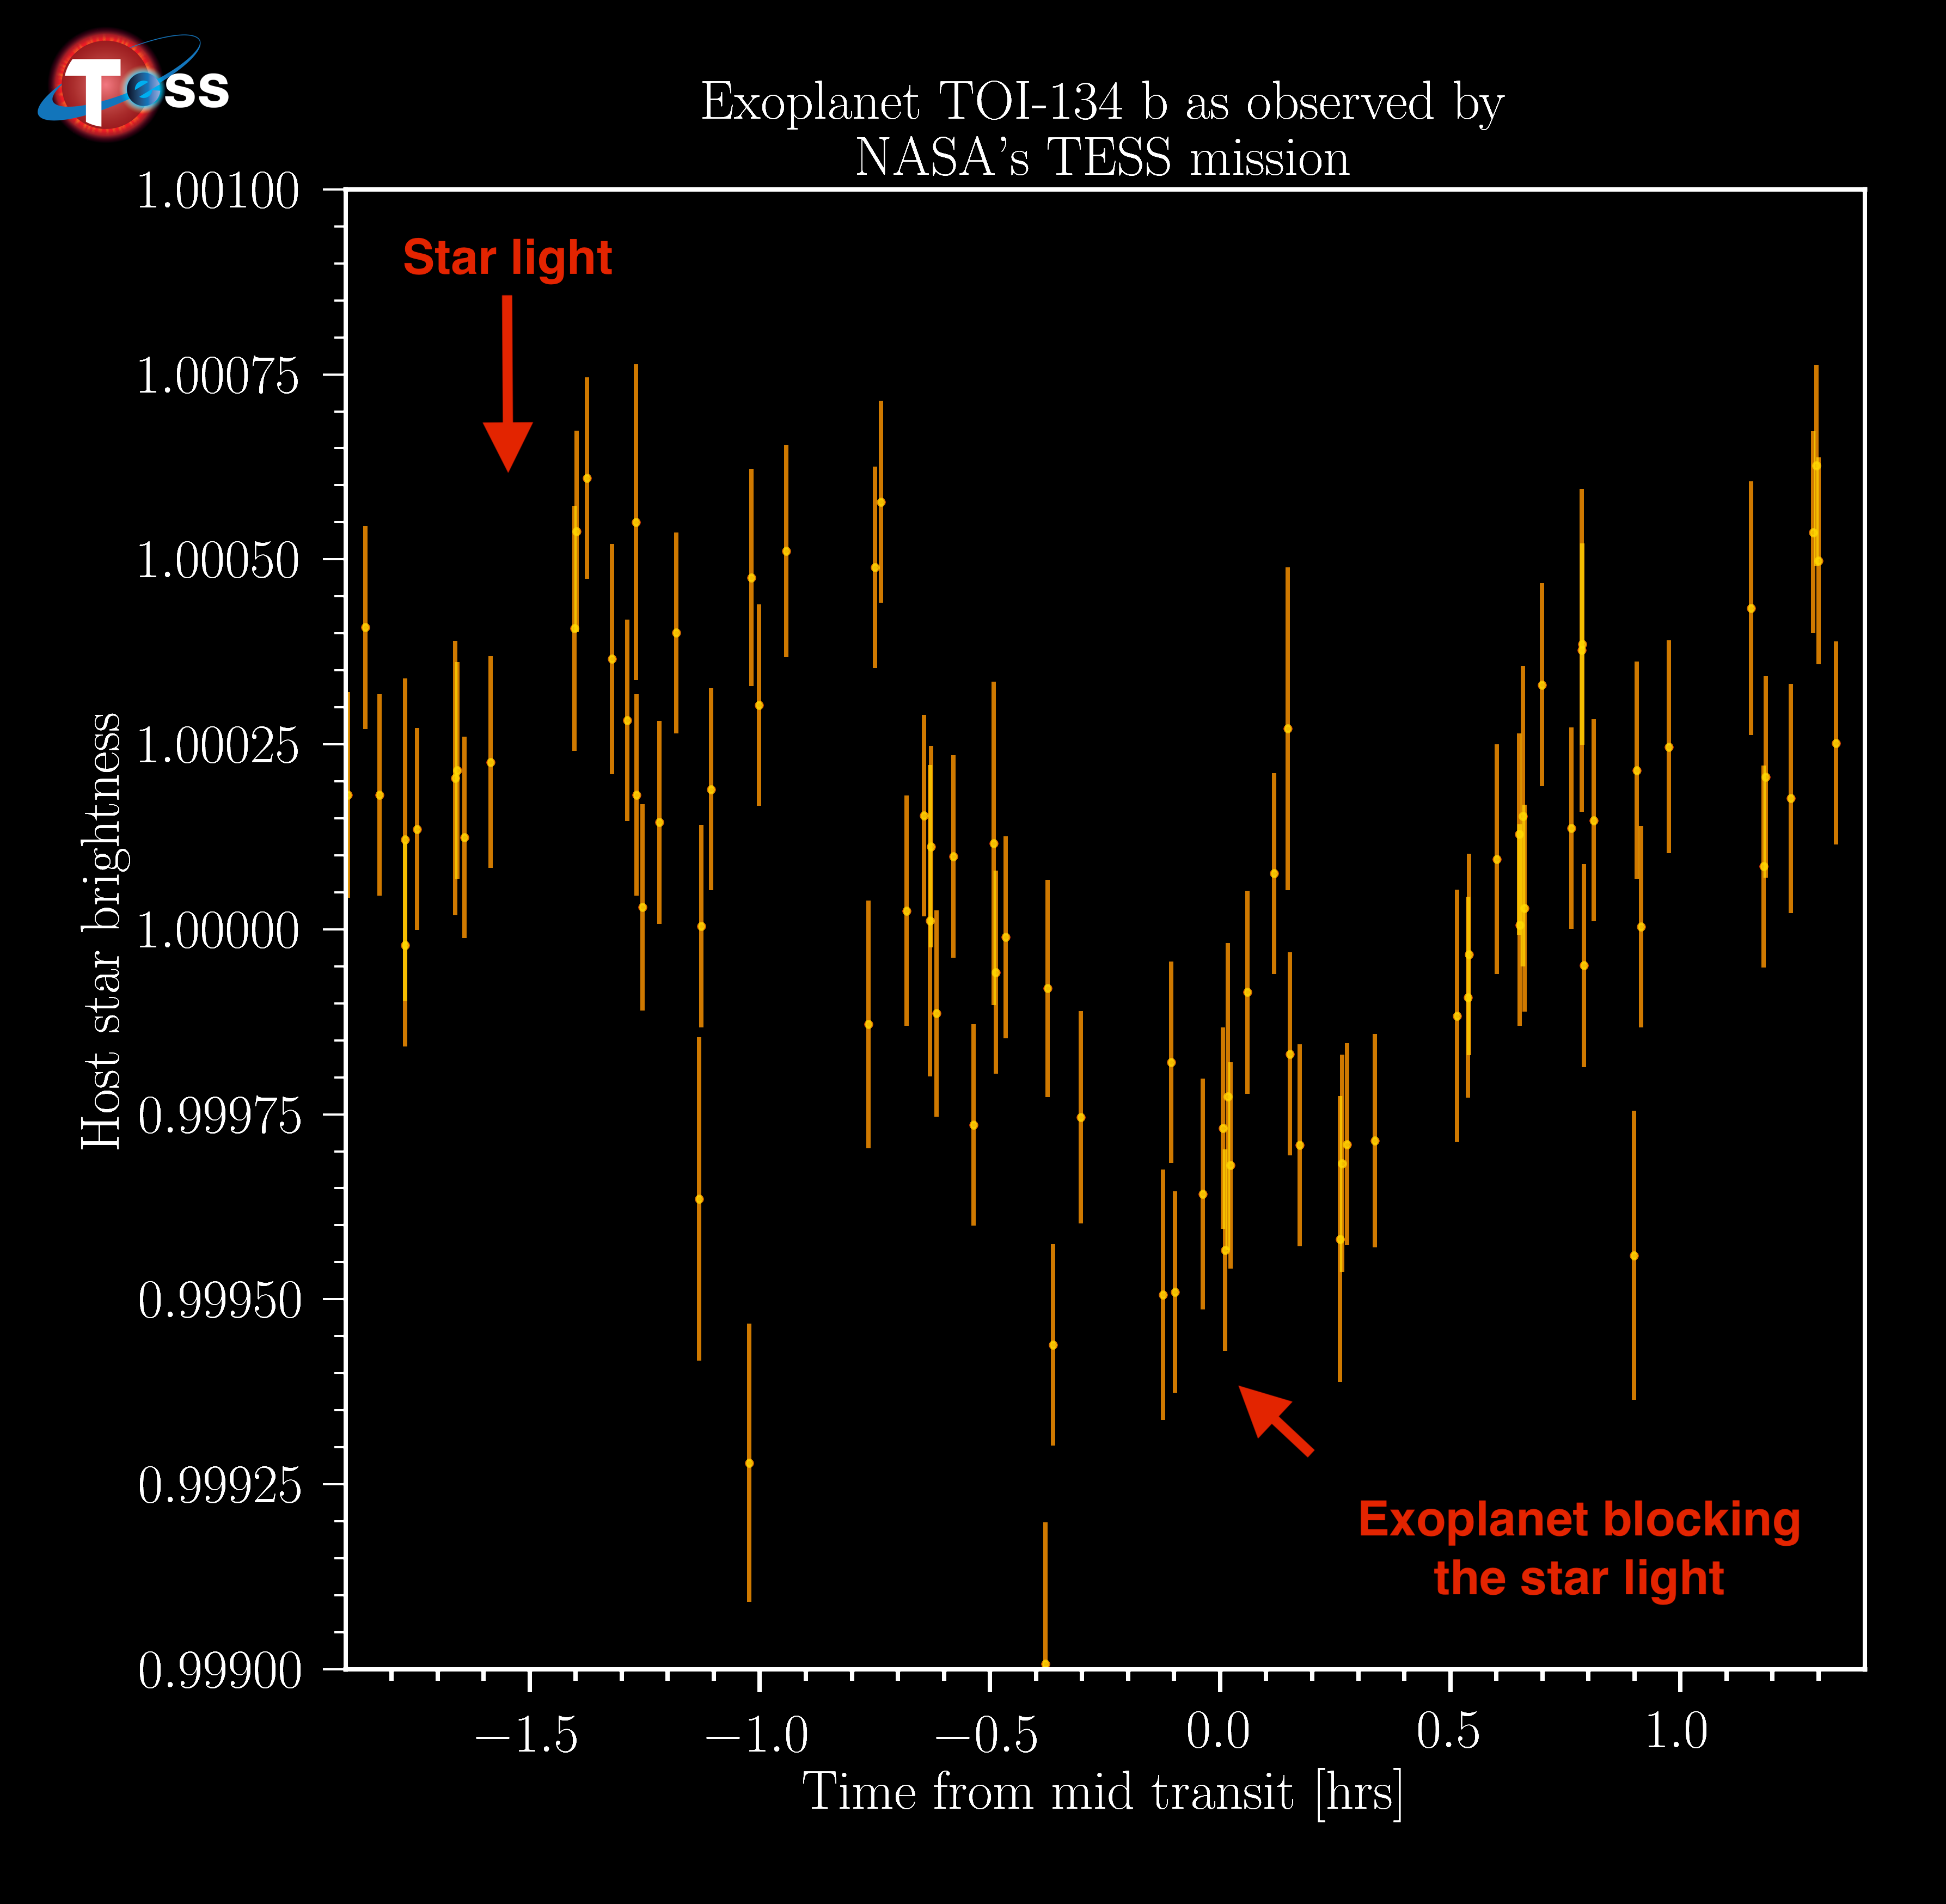 Tess
Exoplanet TOI-134 b as observed by
NASA's TESS mission
1.00100
Star light
1.00075
1.00050
1.00025
1.00000
0.99975
0.99950
0.99925
0.99900
Host star brightness
Exoplanet blocking
the star light
−1.5 −1.0 −0.5 0.0 0.5 1.0
Time from mid transit [hrs]